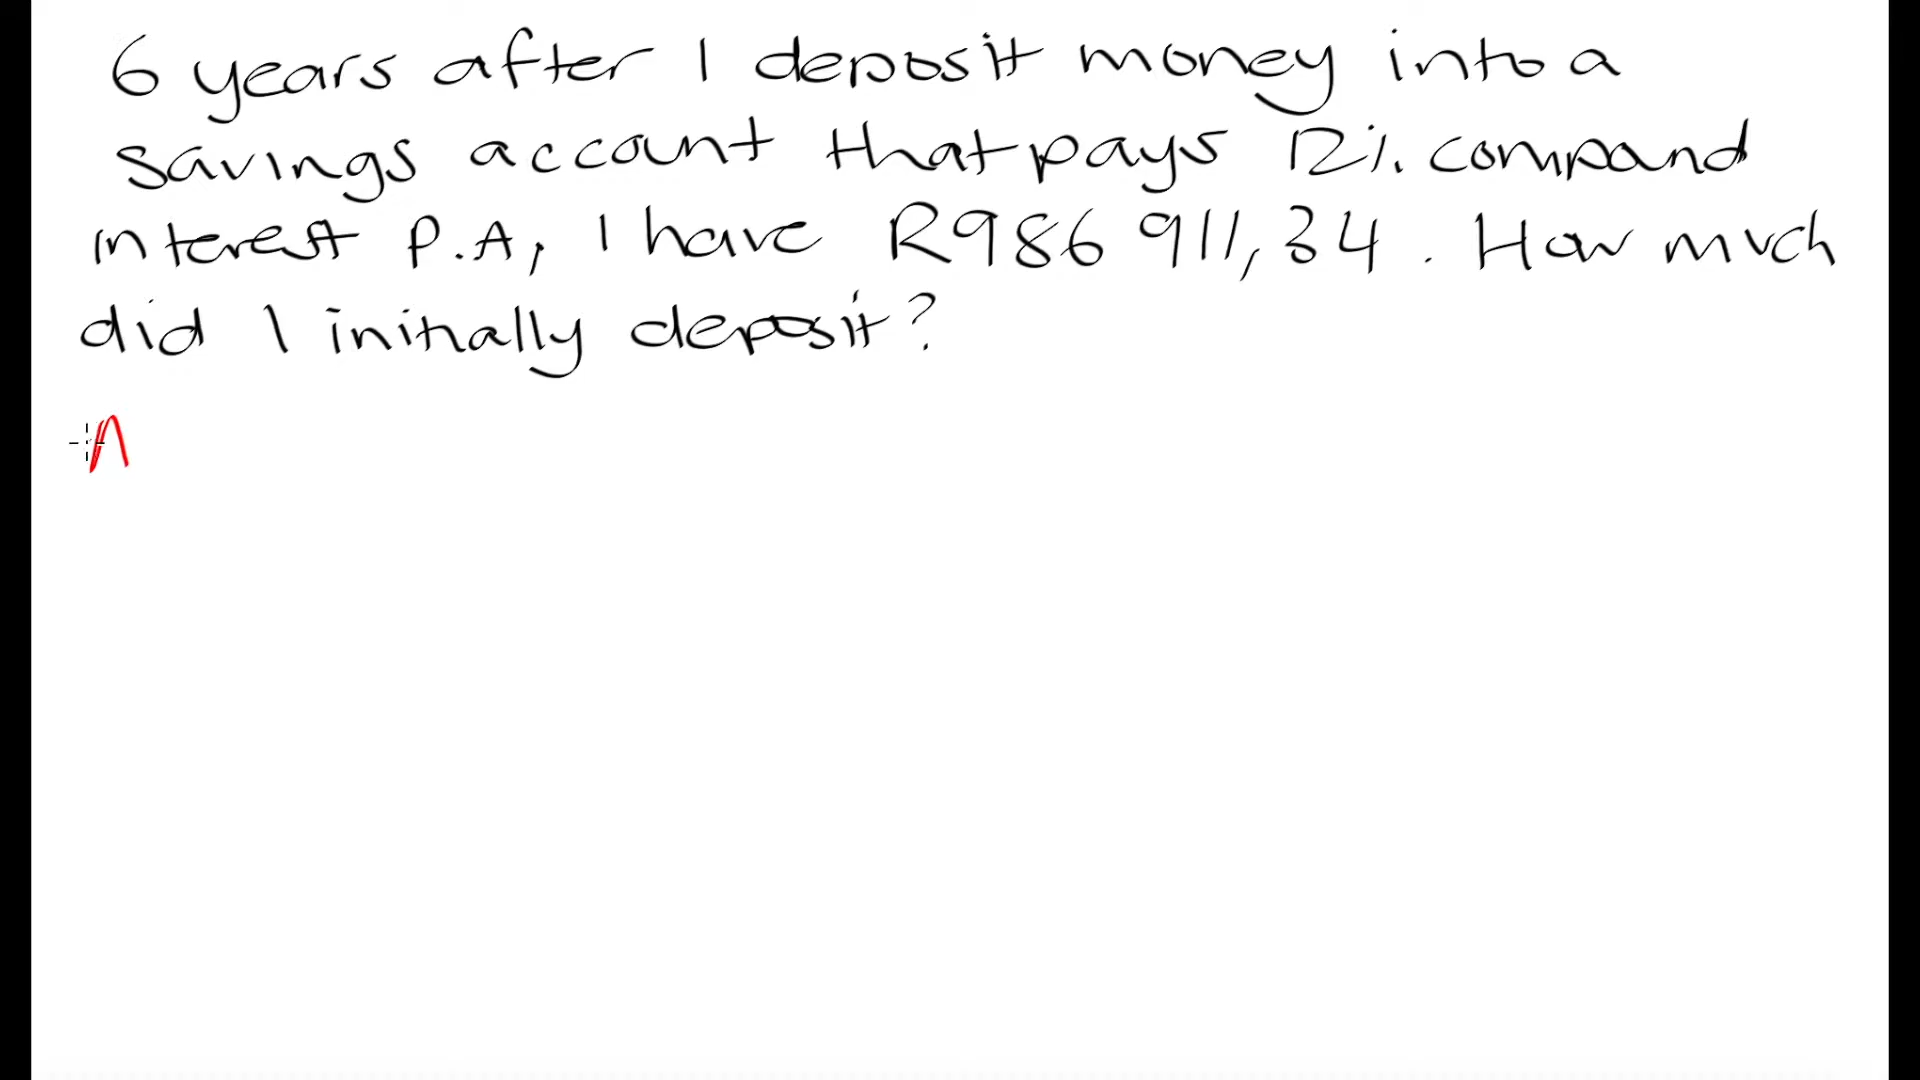 6 years after I deposit money into a
savings account that pays 12%. compound
interest P.A, I have R986 911,34. How much
did I initially deposit?
A